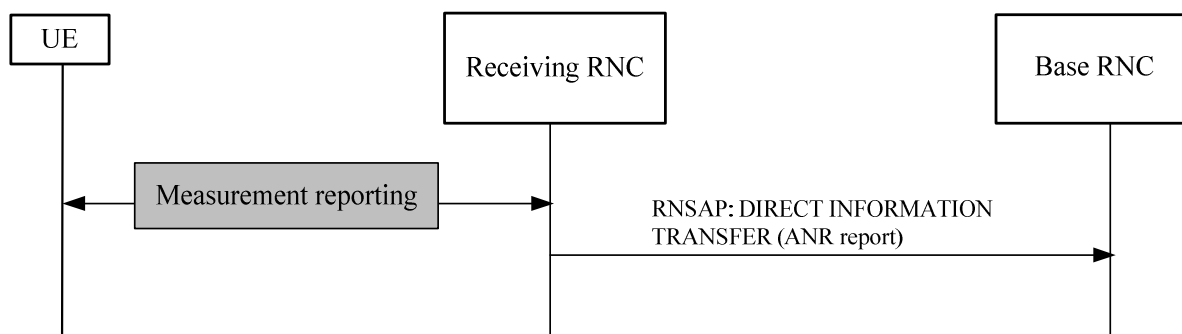 UE
Receiving RNC
Base RNC
Measurement reporting
RNSAP: DIRECT INFORMATION
TRANSFER (ANR report)